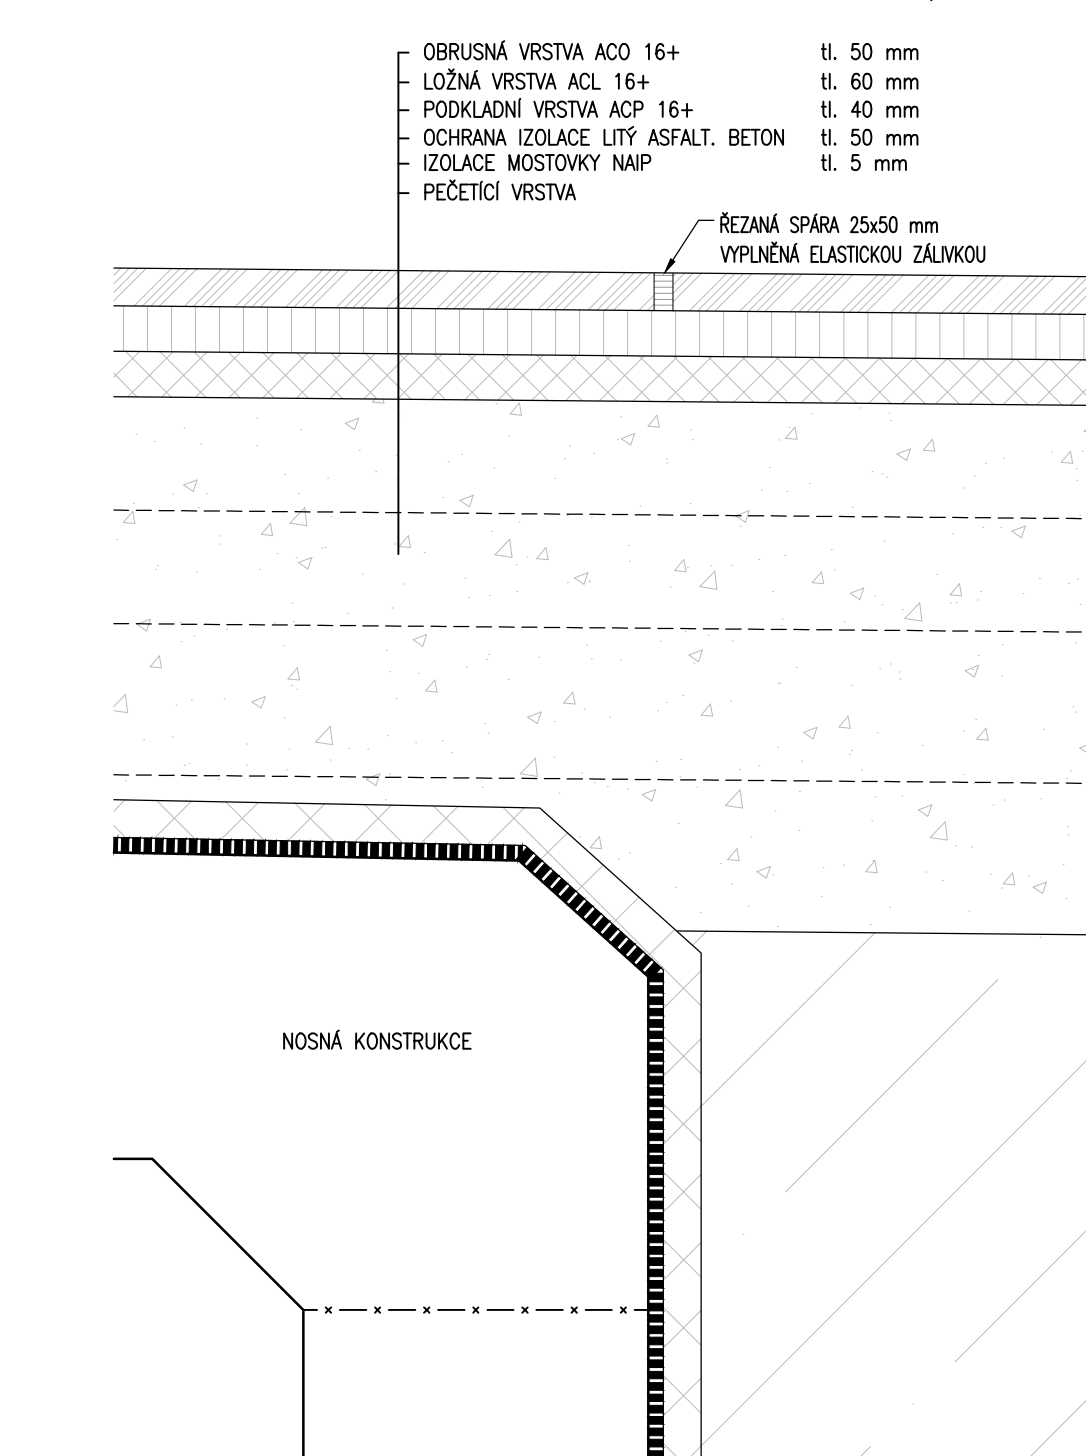 OBRUSNÁ VRSTVA ACO 16+ tl. 50 mm
LOŽNÁ VRSTVA ACL 16+ tl. 60 mm
PODKLADNÍ VRSTVA ACP 16+ tl. 40 mm
OCHRANA IZOLACE LITÝ ASFALT. BETON tl. 50 mm
IZOLACE MOSTOVKY NAIP tl. 5 mm
PEČETÍCÍ VRSTVA
ŘEZANÁ SPÁRA 25x50 mm
VYPLNĚNÁ ELASTICKOU ZÁLIVKOU
NOSNÁ KONSTRUKCE